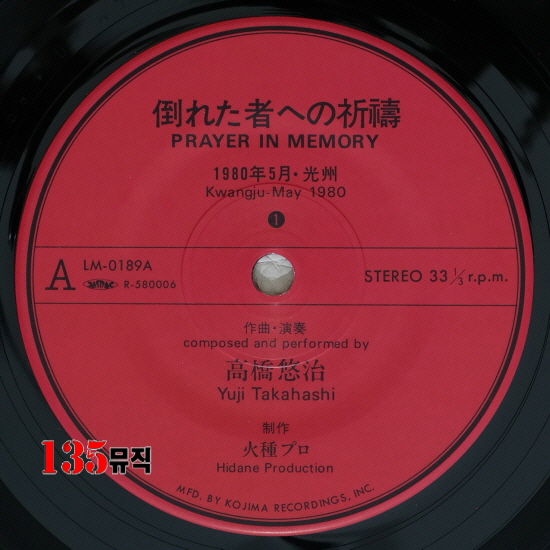 倒れた者への祈禱
PRAYER IN MEMORY
1980年5月・光州
Kwangju-May 1980
1
A
LM-0189A
JASRAC R-580006
STEREO 33 1/3 r.p.m.
作曲・演奏
composed and performed by
高橋悠治
Yuji Takahashi
制作
火種プロ
Hidane Production
MFD. BY KOJIMA RECORDINGS, INC.
135뮤직